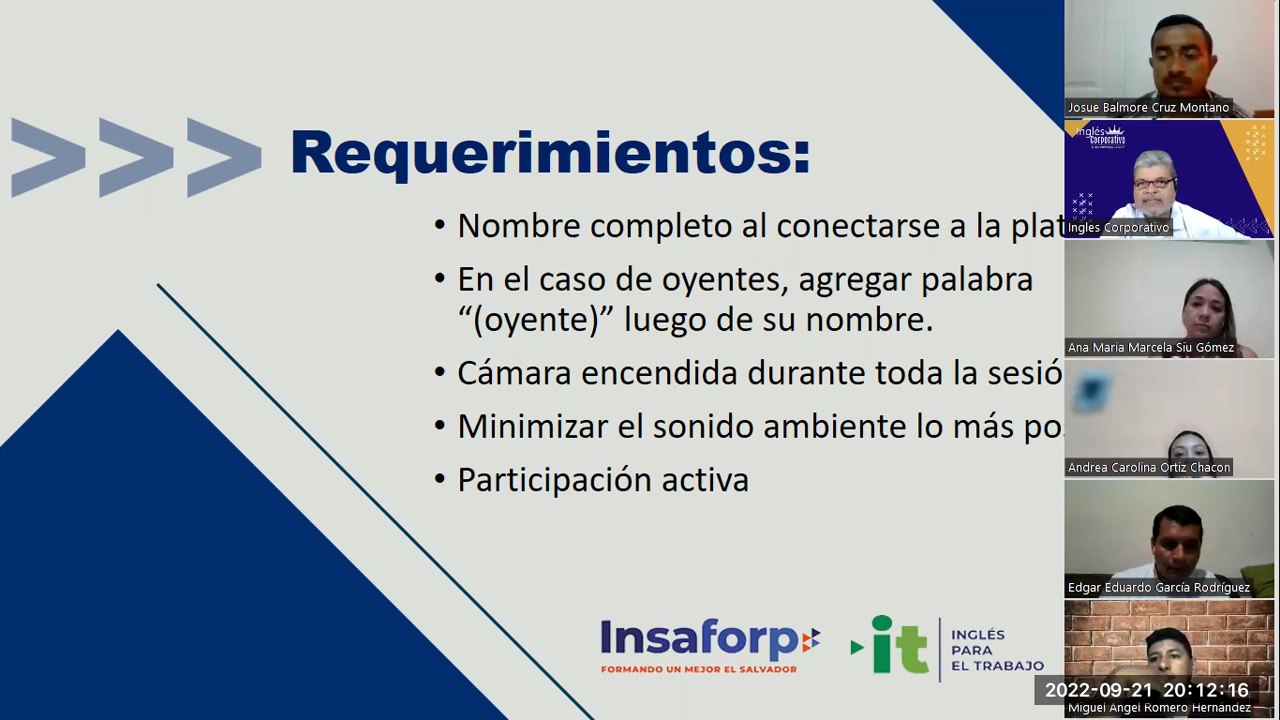 >>> Requerimientos:
• Nombre completo al conectarse a la plat
• En el caso de oyentes, agregar palabra
“(oyente)” luego de su nombre.
• Cámara encendida durante toda la sesió
• Minimizar el sonido ambiente lo más po
• Participación activa
Insaforp
FORMANDO UN MEJOR EL SALVADOR
it
INGLÉS
PARA
EL TRABAJO
Josue Balmore Cruz Montano
Inglés
Corporativo
Ingles Corporativo
Ana Maria Marcela Siu Gómez
Andrea Carolina Ortiz Chacon
Edgar Eduardo García Rodríguez
2022-09-21 20:12:16
Miguel Angel Romero Hernández